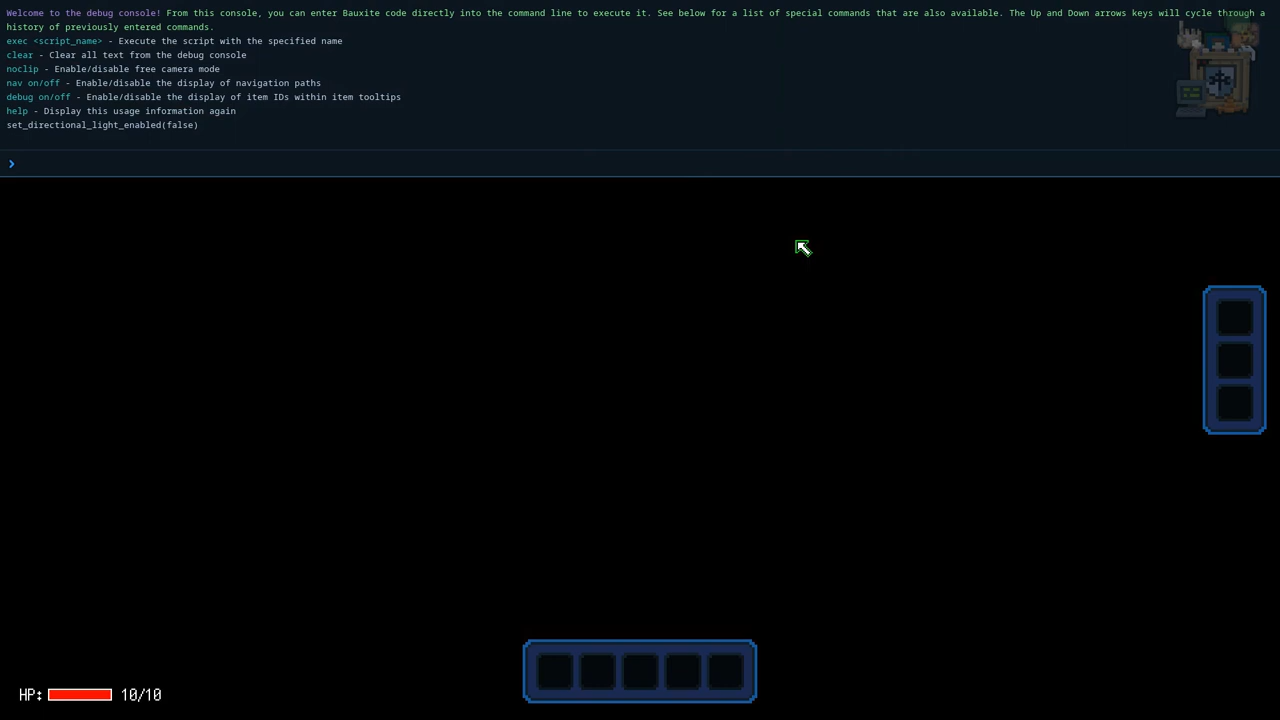 Welcome to the debug console! From this console, you can enter Bauxite code directly into the command line to execute it. See below for a list of special commands that are also available. The Up and Down arrows keys will cycle through a
history of previously entered commands.
exec <script_name> - Execute the script with the specified name
clear - Clear all text from the debug console
noclip - Enable/disable free camera mode
nav on/off - Enable/disable the display of navigation paths
debug on/off - Enable/disable the display of item IDs within item tooltips
help - Display this usage information again
set_directional_light_enabled(false)
>
HP: 10/10